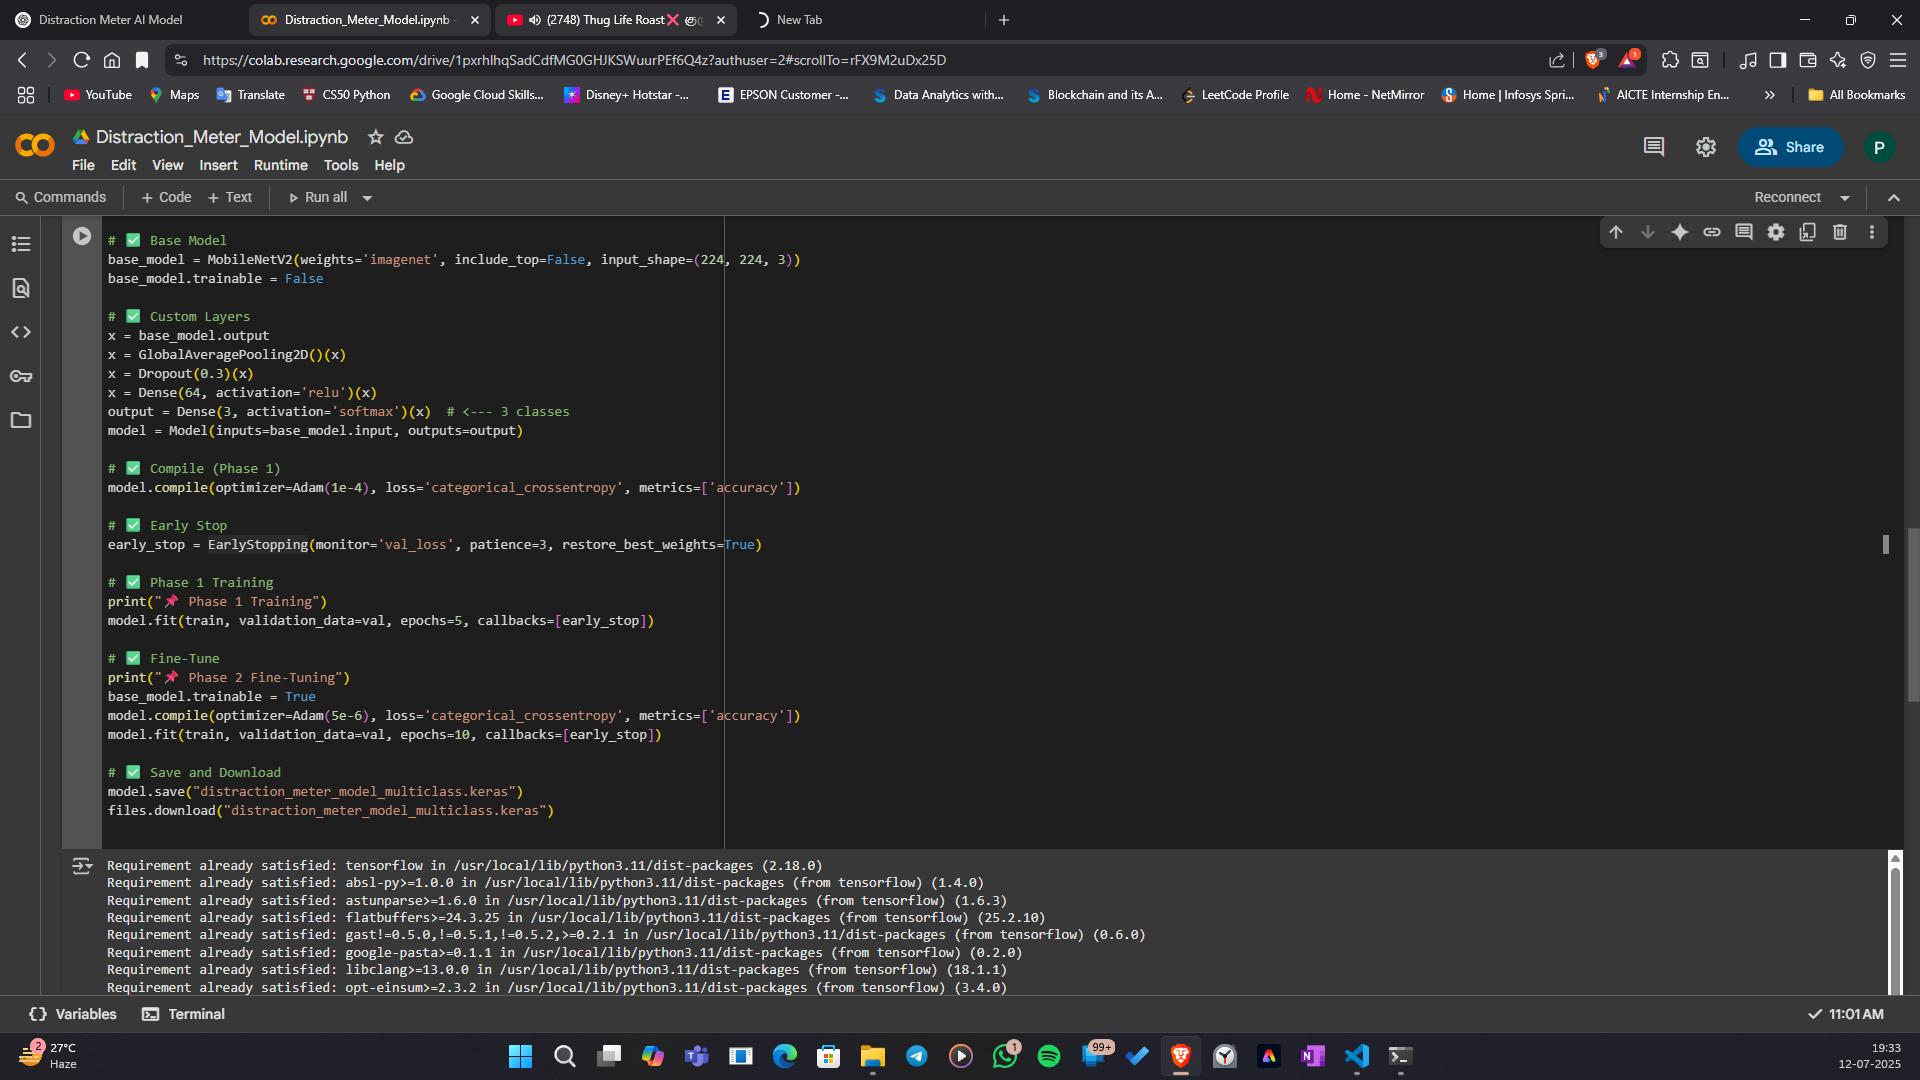 Distraction Meter AI Model
Distraction_Meter_Model.ipynb
(2748) Thug Life Roast
New Tab
https://colab.research.google.com/drive/1pxrhlhqSadCdfMG0GHJKSWuurPEf6Q4z?authuser=2#scrollTo=rFX9M2uDx25D
3
1
YouTube
Maps
Translate
CS50 Python
Google Cloud Skills...
Disney+ Hotstar -...
EPSON Customer -...
Data Analytics with...
Blockchain and its A...
LeetCode Profile
Home - NetMirror
Home | Infosys Spri...
AICTE Internship En...
All Bookmarks
Distraction_Meter_Model.ipynb
File Edit View Insert Runtime Tools Help
Share
P
Commands
+ Code
+ Text
Run all
Reconnect
# ✅ Base Model
base_model = MobileNetV2(weights='imagenet', include_top=False, input_shape=(224, 224, 3))
base_model.trainable = False
# ✅ Custom Layers
x = base_model.output
x = GlobalAveragePooling2D()(x)
x = Dropout(0.3)(x)
x = Dense(64, activation='relu')(x)
output = Dense(3, activation='softmax')(x)  # <--- 3 classes
model = Model(inputs=base_model.input, outputs=output)
# ✅ Compile (Phase 1)
model.compile(optimizer=Adam(1e-4), loss='categorical_crossentropy', metrics=['accuracy'])
# ✅ Early Stop
early_stop = EarlyStopping(monitor='val_loss', patience=3, restore_best_weights=True)
# ✅ Phase 1 Training
print("📌 Phase 1 Training")
model.fit(train, validation_data=val, epochs=5, callbacks=[early_stop])
# ✅ Fine-Tune
print("📌 Phase 2 Fine-Tuning")
base_model.trainable = True
model.compile(optimizer=Adam(5e-6), loss='categorical_crossentropy', metrics=['accuracy'])
model.fit(train, validation_data=val, epochs=10, callbacks=[early_stop])
# ✅ Save and Download
model.save("distraction_meter_model_multiclass.keras")
files.download("distraction_meter_model_multiclass.keras")
Requirement already satisfied: tensorflow in /usr/local/lib/python3.11/dist-packages (2.18.0)
Requirement already satisfied: absl-py>=1.0.0 in /usr/local/lib/python3.11/dist-packages (from tensorflow) (1.4.0)
Requirement already satisfied: astunparse>=1.6.0 in /usr/local/lib/python3.11/dist-packages (from tensorflow) (1.6.3)
Requirement already satisfied: flatbuffers>=24.3.25 in /usr/local/lib/python3.11/dist-packages (from tensorflow) (25.2.10)
Requirement already satisfied: gast!=0.5.0,!=0.5.1,!=0.5.2,>=0.2.1 in /usr/local/lib/python3.11/dist-packages (from tensorflow) (0.6.0)
Requirement already satisfied: google-pasta>=0.1.1 in /usr/local/lib/python3.11/dist-packages (from tensorflow) (0.2.0)
Requirement already satisfied: libclang>=13.0.0 in /usr/local/lib/python3.11/dist-packages (from tensorflow) (18.1.1)
Requirement already satisfied: opt-einsum>=2.3.2 in /usr/local/lib/python3.11/dist-packages (from tensorflow) (3.4.0)
{} Variables
Terminal
11:01 AM
2
27°C
Haze
1
99+
19:33
12-07-2025